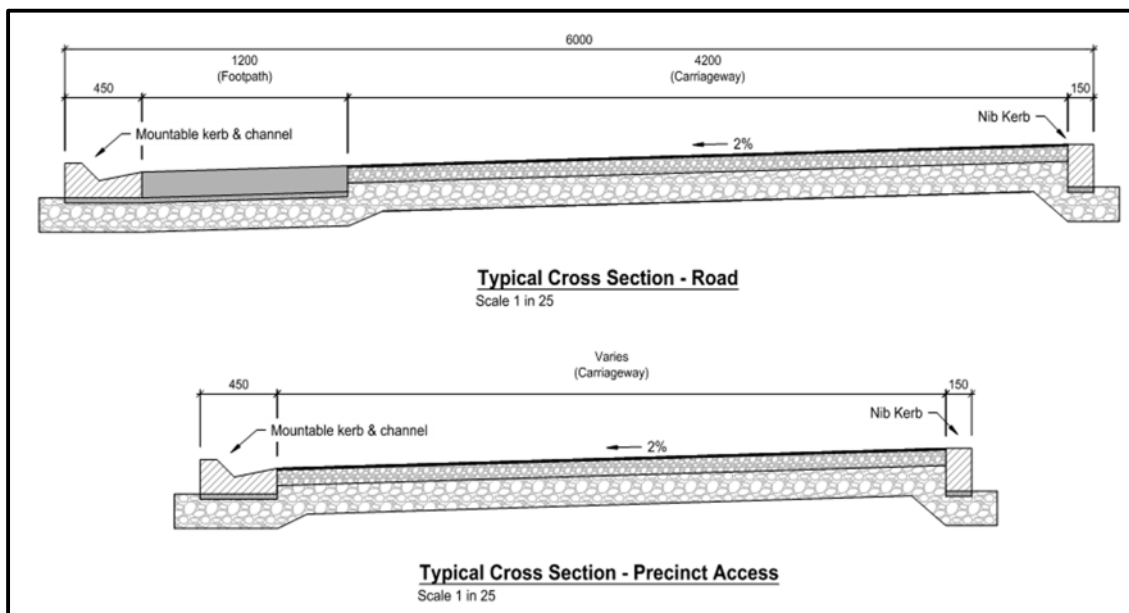 6000
1200
(Footpath)
4200
(Carriageway)
450
150
Mountable kerb & channel
Nib Kerb
2%
Typical Cross Section - Road
Scale 1 in 25
Varies
(Carriageway)
450
150
Mountable kerb & channel
Nib Kerb
2%
Typical Cross Section - Precinct Access
Scale 1 in 25